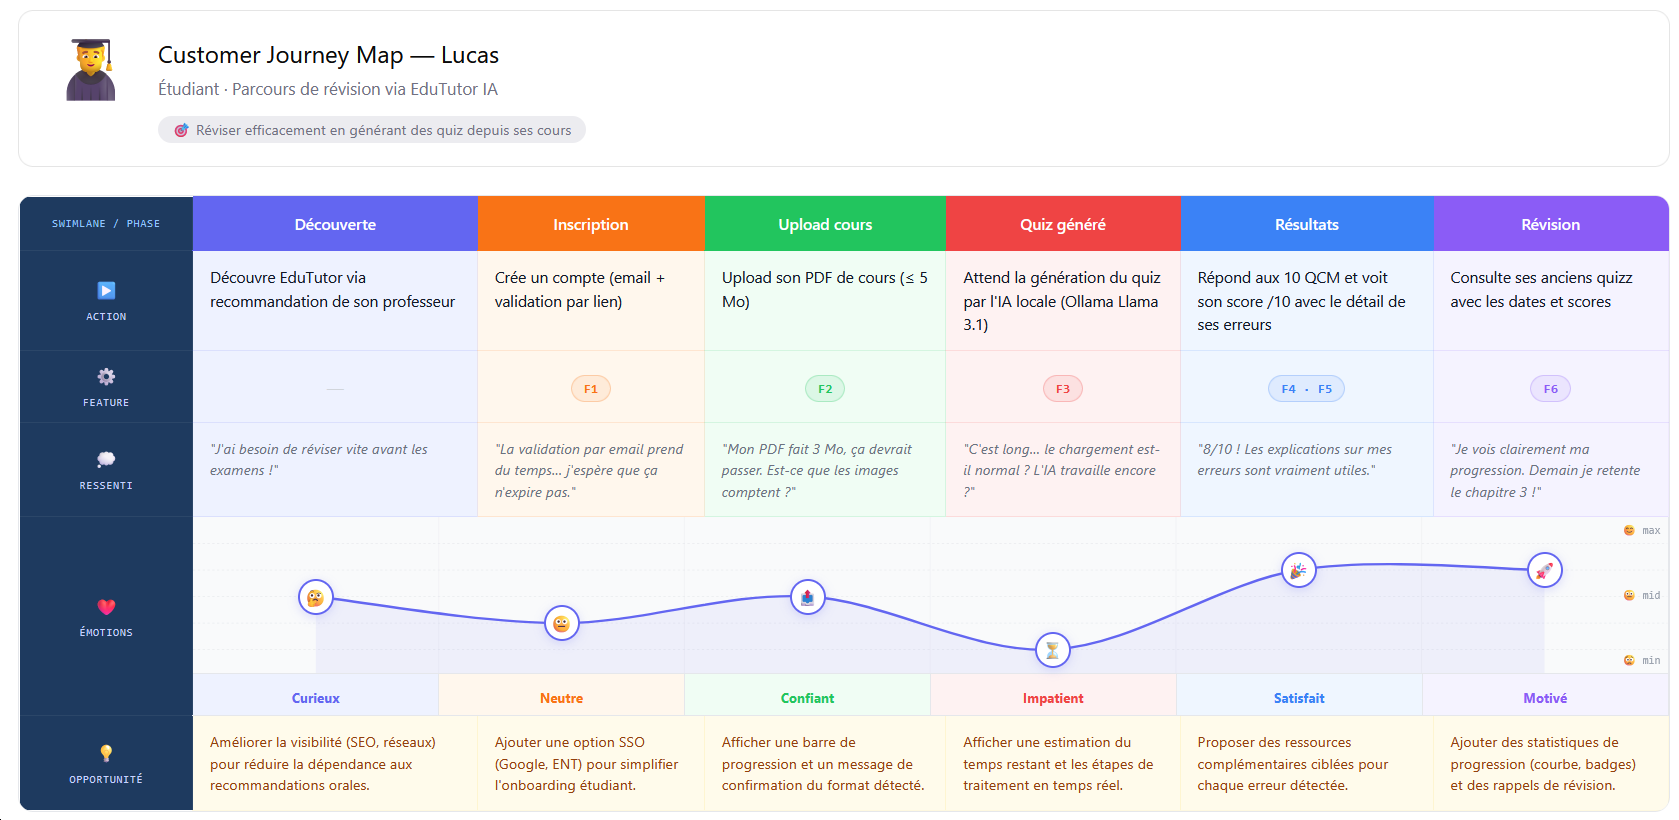 Customer Journey Map — Lucas
Étudiant · Parcours de révision via EduTutor IA
Réviser efficacement en générant des quiz depuis ses cours
SWIMLANE / PHASE
Découverte
Inscription
Upload cours
Quiz généré
Résultats
Révision
ACTION
Découvre EduTutor via
recommandation de son professeur
Crée un compte (email +
validation par lien)
Upload son PDF de cours (≤ 5
Mo)
Attend la génération du quiz
par l'IA locale (Ollama Llama
3.1)
Répond aux 10 QCM et voit
son score /10 avec le détail de
ses erreurs
Consulte ses anciens quizz
avec les dates et scores
FEATURE
—
F1
F2
F3
F4 · F5
F6
RESSENTI
"J'ai besoin de réviser vite avant les
examens !"
"La validation par email prend
du temps... j'espère que ça
n'expire pas."
"Mon PDF fait 3 Mo, ça devrait
passer. Est-ce que les images
comptent ?"
"C'est long... le chargement est-
il normal ? L'IA travaille encore
?"
"8/10 ! Les explications sur mes
erreurs sont vraiment utiles."
"Je vois clairement ma
progression. Demain je retente
le chapitre 3 !"
ÉMOTIONS
max
mid
min
Curieux
Neutre
Confiant
Impatient
Satisfait
Motivé
OPPORTUNITÉ
Améliorer la visibilité (SEO, réseaux)
pour réduire la dépendance aux
recommandations orales.
Ajouter une option SSO
(Google, ENT) pour simplifier
l'onboarding étudiant.
Afficher une barre de
progression et un message de
confirmation du format détecté.
Afficher une estimation du
temps restant et les étapes de
traitement en temps réel.
Proposer des ressources
complémentaires ciblées pour
chaque erreur détectée.
Ajouter des statistiques de
progression (courbe, badges)
et des rappels de révision.